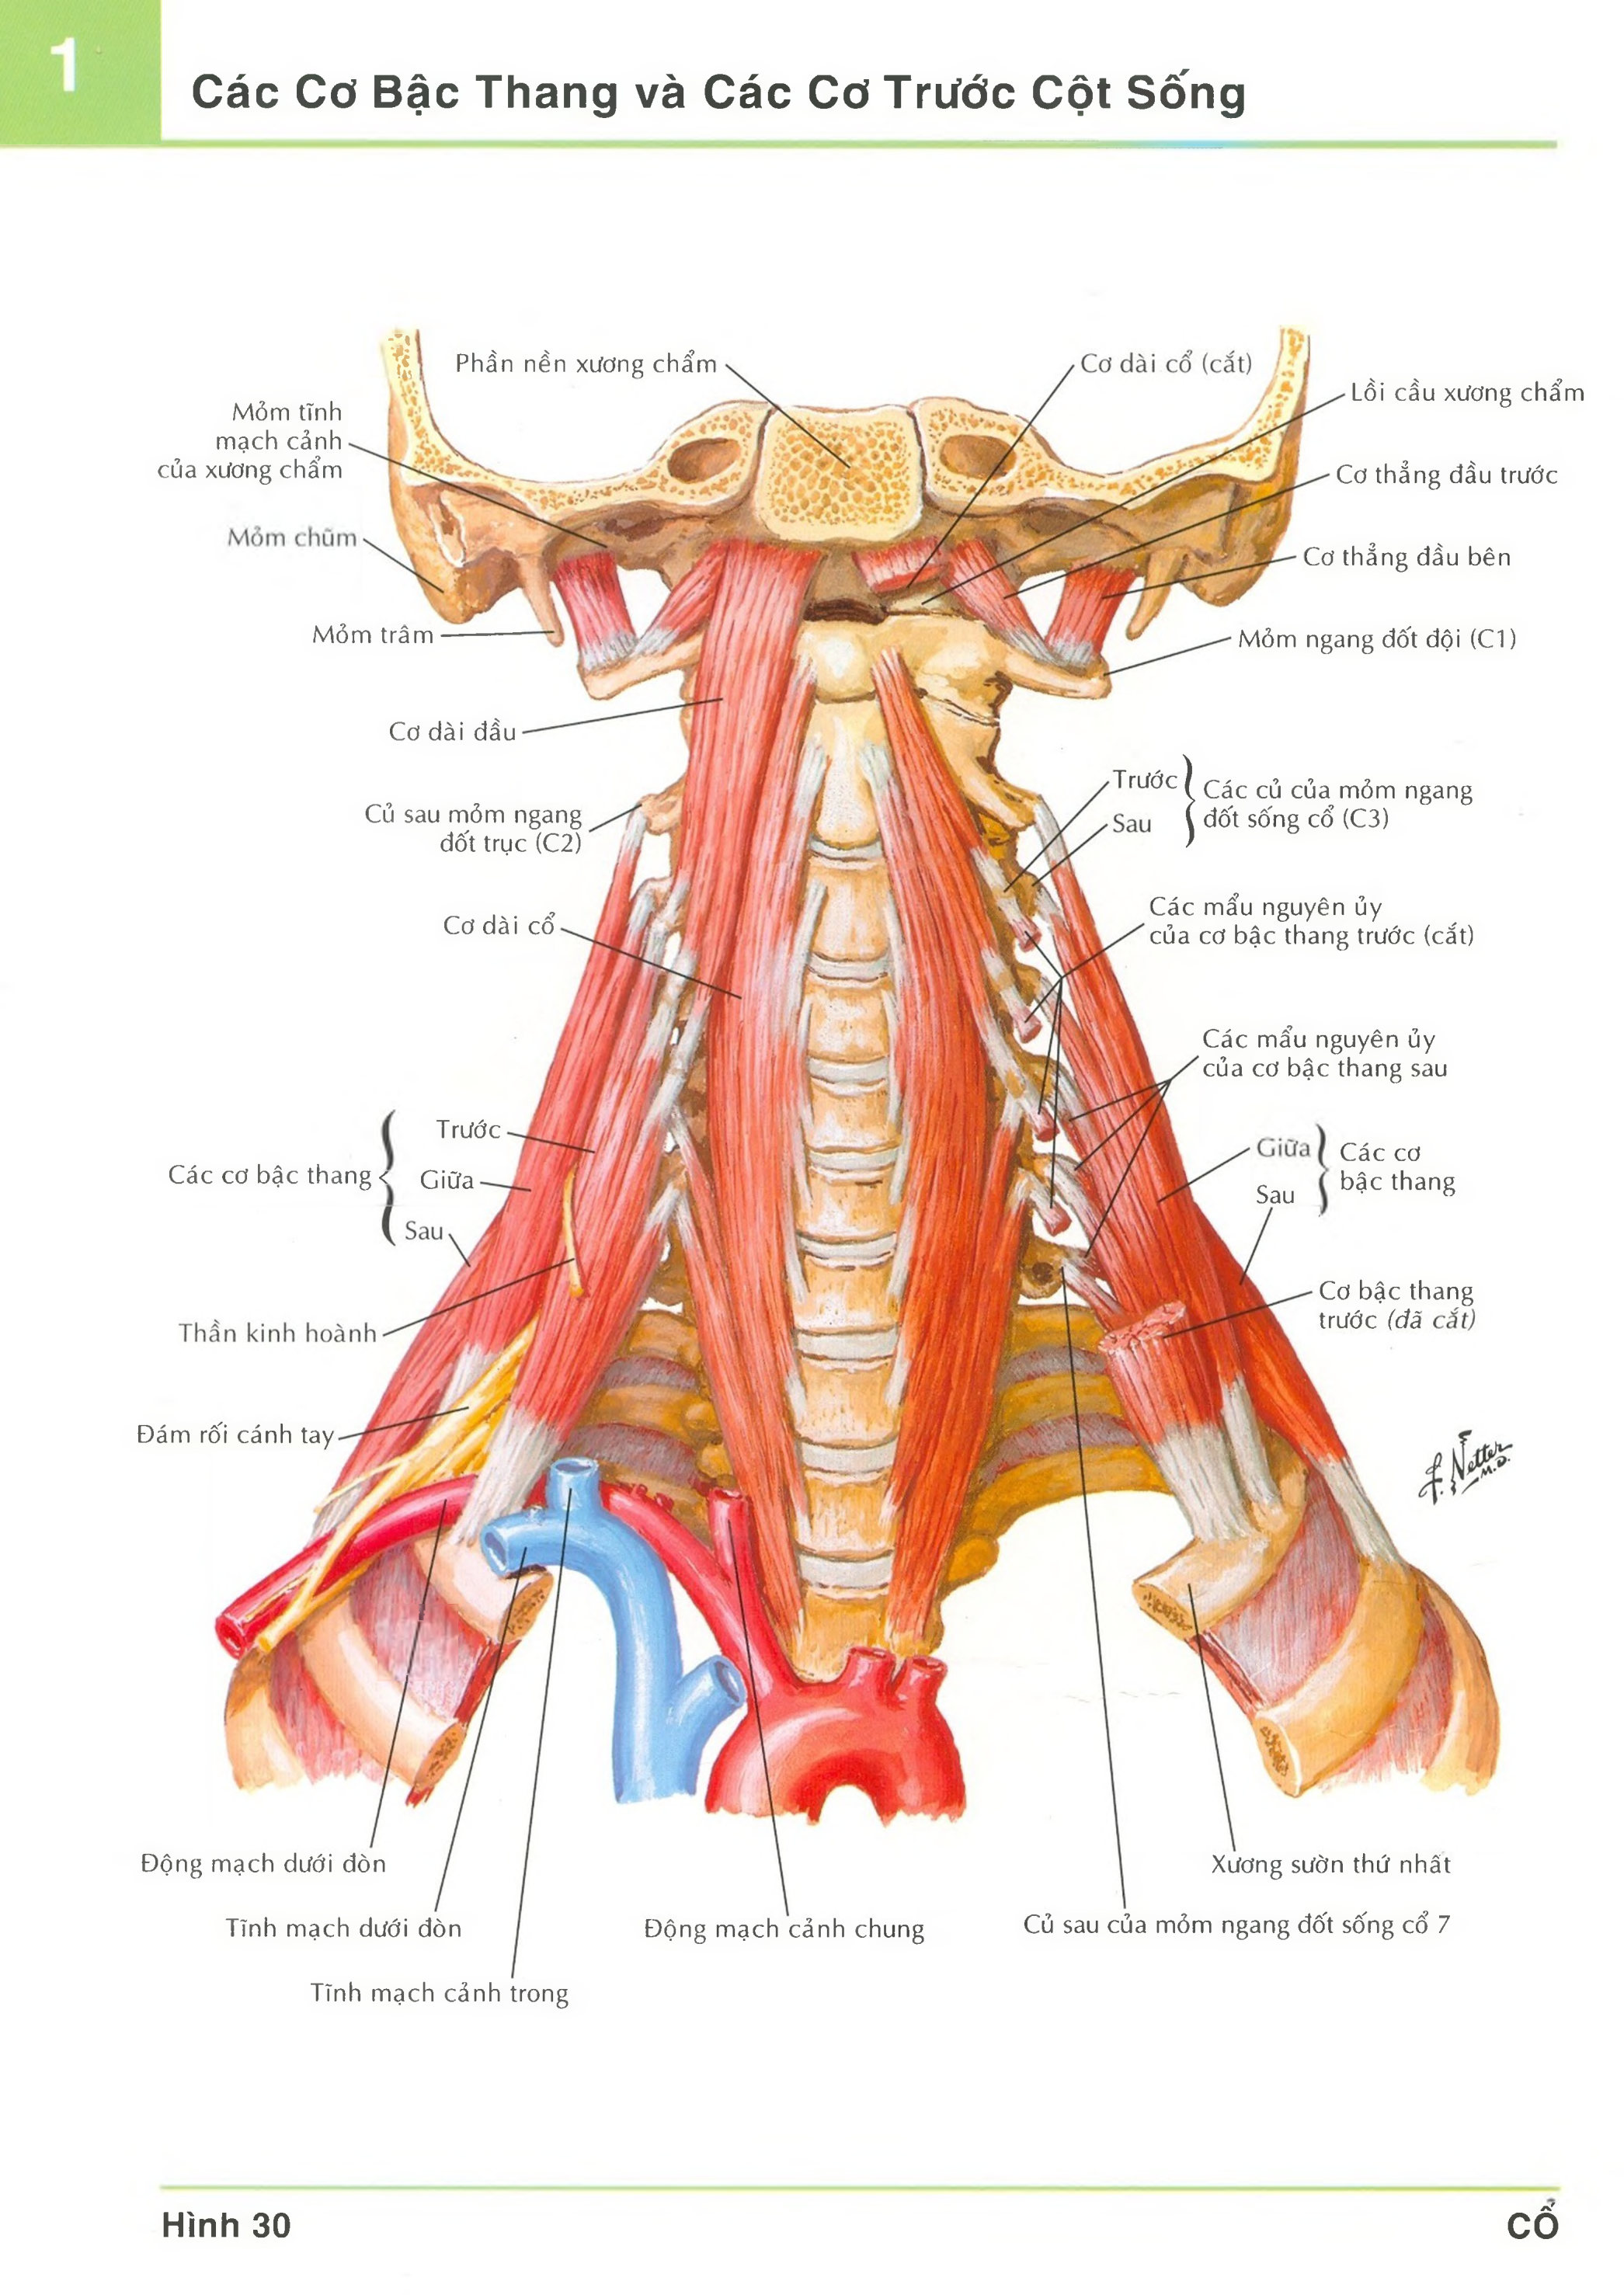 1
Các Cơ Bậc Thang và Các Cơ Trước Cột Sống
Phần nền xương chẩm
Cơ dài cổ (cắt)
Lồi cầu xương chẩm
Mỏm tĩnh
mạch cảnh
của xương chẩm
Cơ thẳng đầu trước
Mỏm chũm
Cơ thẳng đầu bên
Mỏm trâm
Mỏm ngang đốt đội (C1)
Cơ dài đầu
Trước
Sau
Các củ của mỏm ngang
đốt sống cổ (C3)
Củ sau mỏm ngang
đốt trục (C2)
Cơ dài cổ
Các mẩu nguyên ủy
của cơ bậc thang trước (cắt)
Các mẩu nguyên ủy
của cơ bậc thang sau
Các cơ bậc thang
Trước
Giữa
Sau
Giữa
Sau
Các cơ
bậc thang
Thần kinh hoành
Cơ bậc thang
trước (đã cắt)
Đám rối cánh tay
F. Netter
M.D.
Động mạch dưới đòn
Xương sườn thứ nhất
Tĩnh mạch dưới đòn
Động mạch cảnh chung
Củ sau của mỏm ngang đốt sống cổ 7
Tĩnh mạch cảnh trong
Hình 30
CỔ